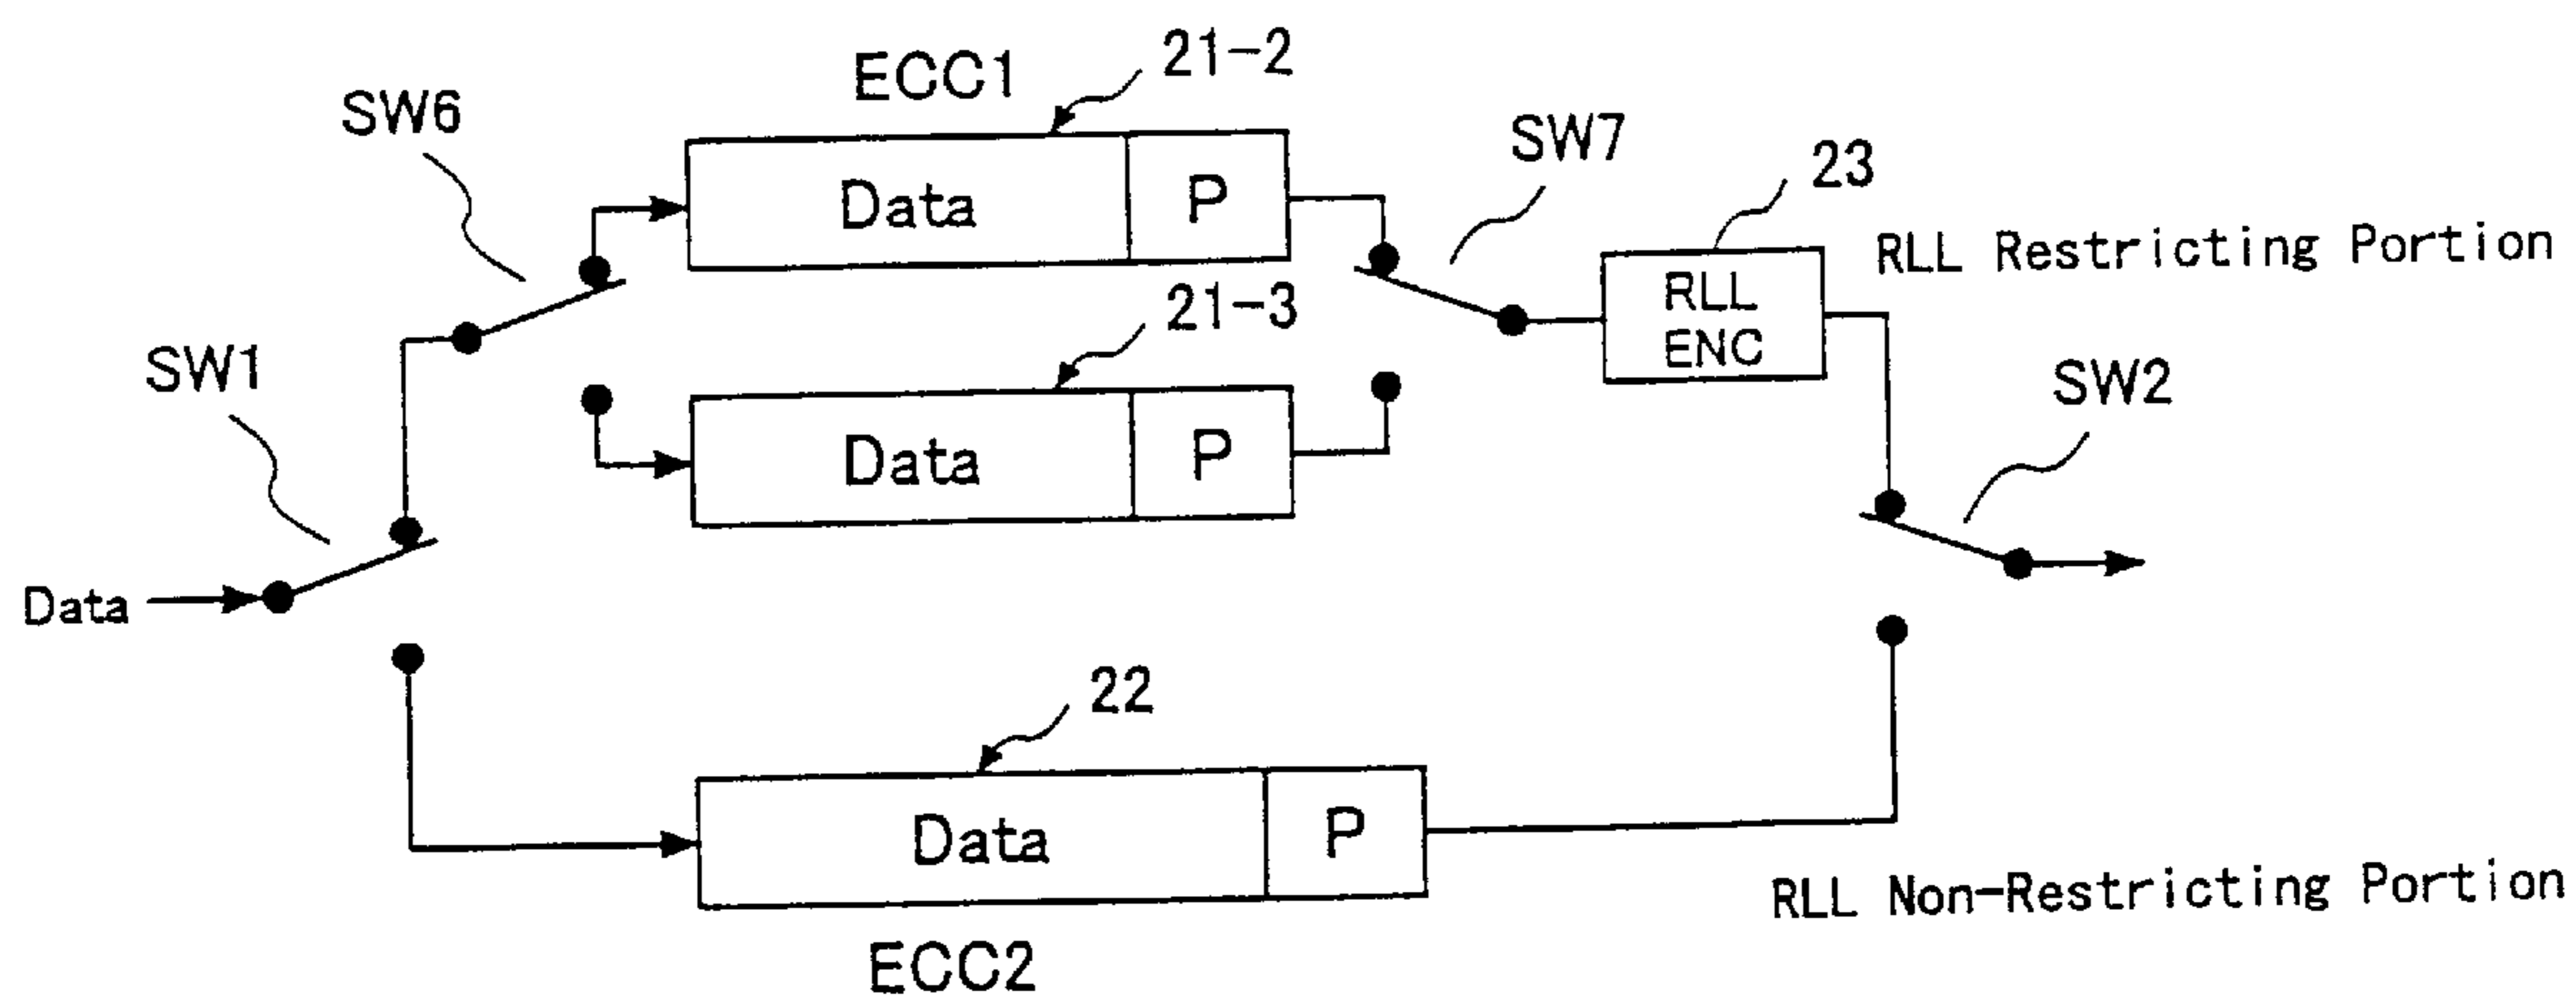 ECC1
21-2
SW6
SW7
23
Data
P
RLL Restricting Portion
RLL
ENC
21-3
SW1
SW2
Data
P
Data
22
Data
P
RLL Non-Restricting Portion
ECC2